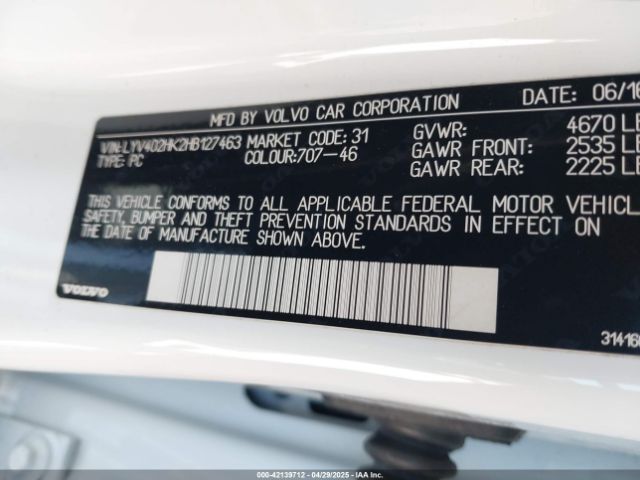 MFD BY VOLVO CAR CORPORATION DATE: 06/16
VIN-LYV402HK2HB127463 MARKET CODE: 31 GVWR: 4670 LB
TYPE: PC COLOUR:707-46 GAWR FRONT: 2535 LB
GAWR REAR: 2225 LB
THIS VEHICLE CONFORMS TO ALL APPLICABLE FEDERAL MOTOR VEHICL
SAFETY, BUMPER AND THEFT PREVENTION STANDARDS IN EFFECT ON
THE DATE OF MANUFACTURE SHOWN ABOVE.
VOLVO
31416
000-42139712 04/29/2025 IAAI.COM